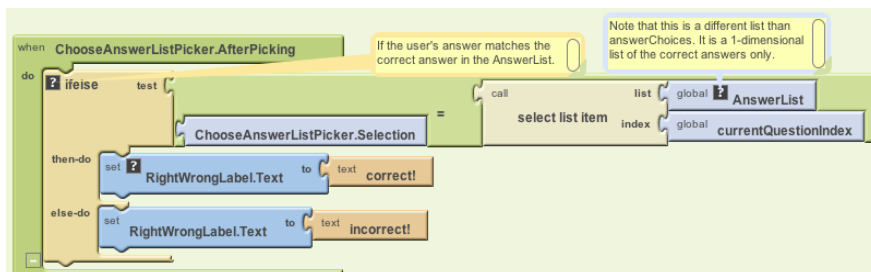 when ChooseAnswerListPicker.AfterPicking
If the user's answer matches the
correct answer in the AnswerList.
Note that this is a different list than
answerChoices. It is a 1-dimensional
list of the correct answers only.
do ? ifelse test
ChooseAnswerListPicker.Selection
=
call select list item
list global ? AnswerList
index global currentQuestionIndex
then-do set ? RightWrongLabel.Text to text correct!
else-do set RightWrongLabel.Text to text incorrect!